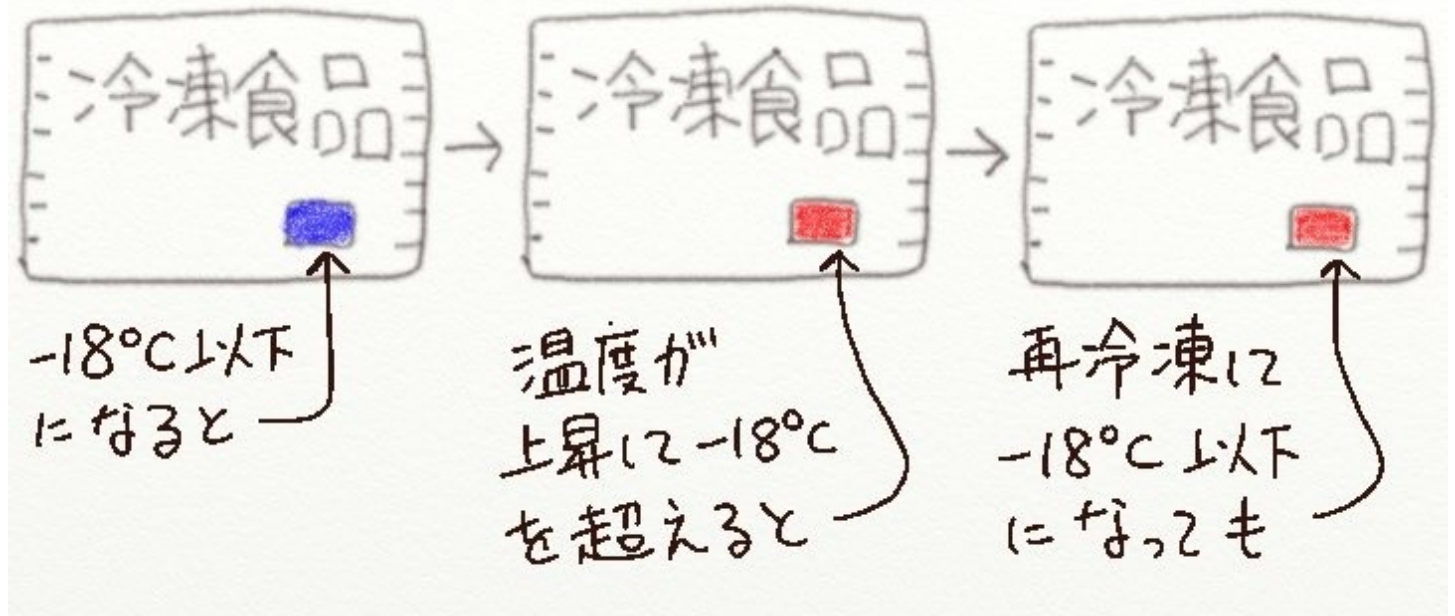 冷凍食品
-18°C以下
になると
冷凍食品
温度が
上昇して-18°C
を超えると
冷凍食品
再冷凍して
-18°C以下
になっても